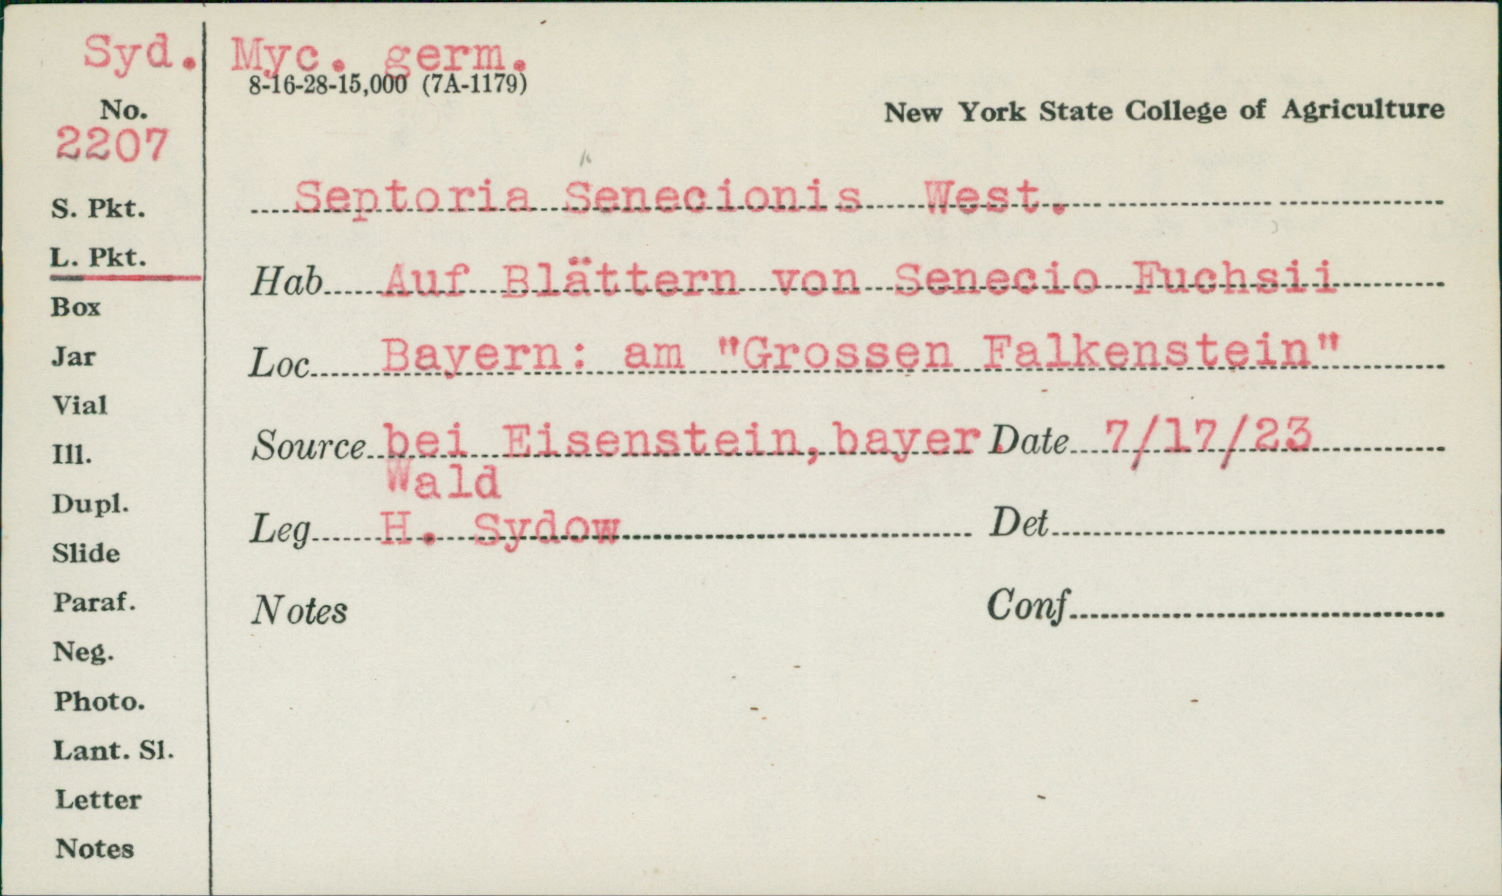 Syd. Myc. germ.
8-16-28-15,000 (7A-1179)
No.
New York State College of Agriculture
2207
Septoria Senecionis West.
S. Pkt.
L. Pkt.
Hab Auf Blättern von Senecio Fuchsii
Box
Jar
Loc Bayern: am "Grossen Falkenstein"
Vial
Ill.
Source bei Eisenstein, bayer Date 7/17/23
Wald
Dupl.
Leg H. Sydow Det
Slide
Paraf.
Notes Conf
Neg.
Photo.
Lant. Sl.
Letter
Notes